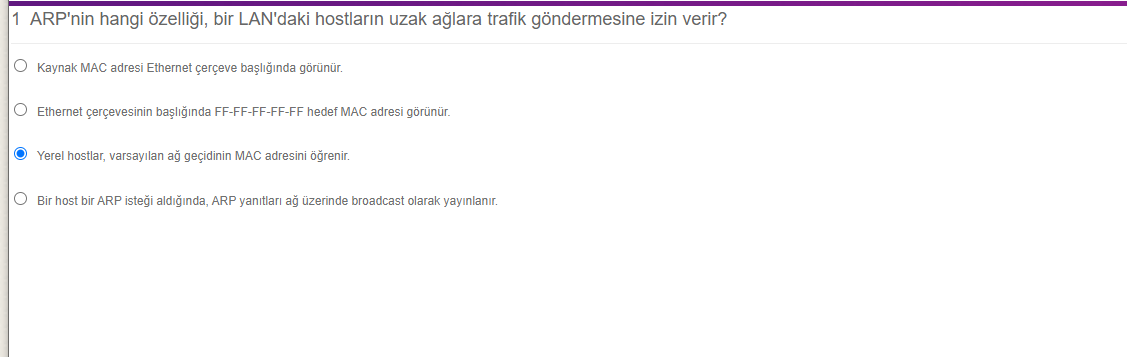 1 ARP'nin hangi özelliği, bir LAN'daki hostların uzak ağlara trafik göndermesine izin verir?
Kaynak MAC adresi Ethernet çerçeve başlığında görünür.
Ethernet çerçevesinin başlığında FF-FF-FF-FF-FF hedef MAC adresi görünür.
Yerel hostlar, varsayılan ağ geçidinin MAC adresini öğrenir.
Bir host bir ARP isteği aldığında, ARP yanıtları ağ üzerinde broadcast olarak yayınlanır.